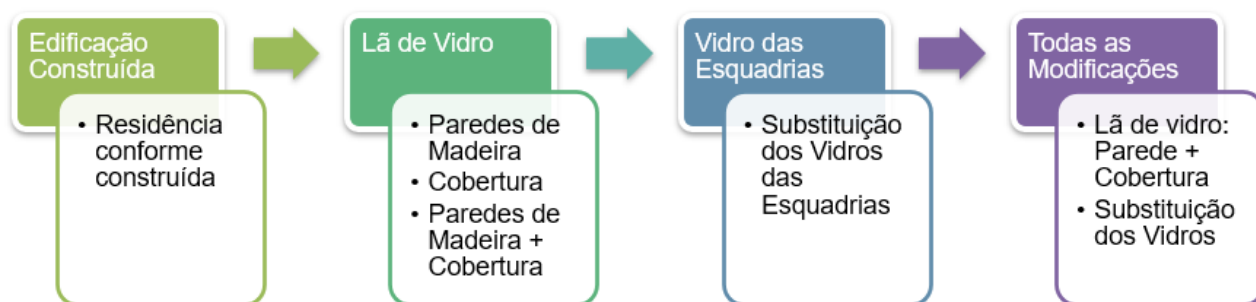 Edificação
Construída
• Residência
conforme
construída
Lã de Vidro
• Paredes de
Madeira
• Cobertura
• Paredes de
Madeira +
Cobertura
Vidro das
Esquadrias
• Substituição
dos Vidros
das
Esquadrias
Todas as
Modificações
• Lã de vidro:
Parede +
Cobertura
• Substituição
dos Vidros